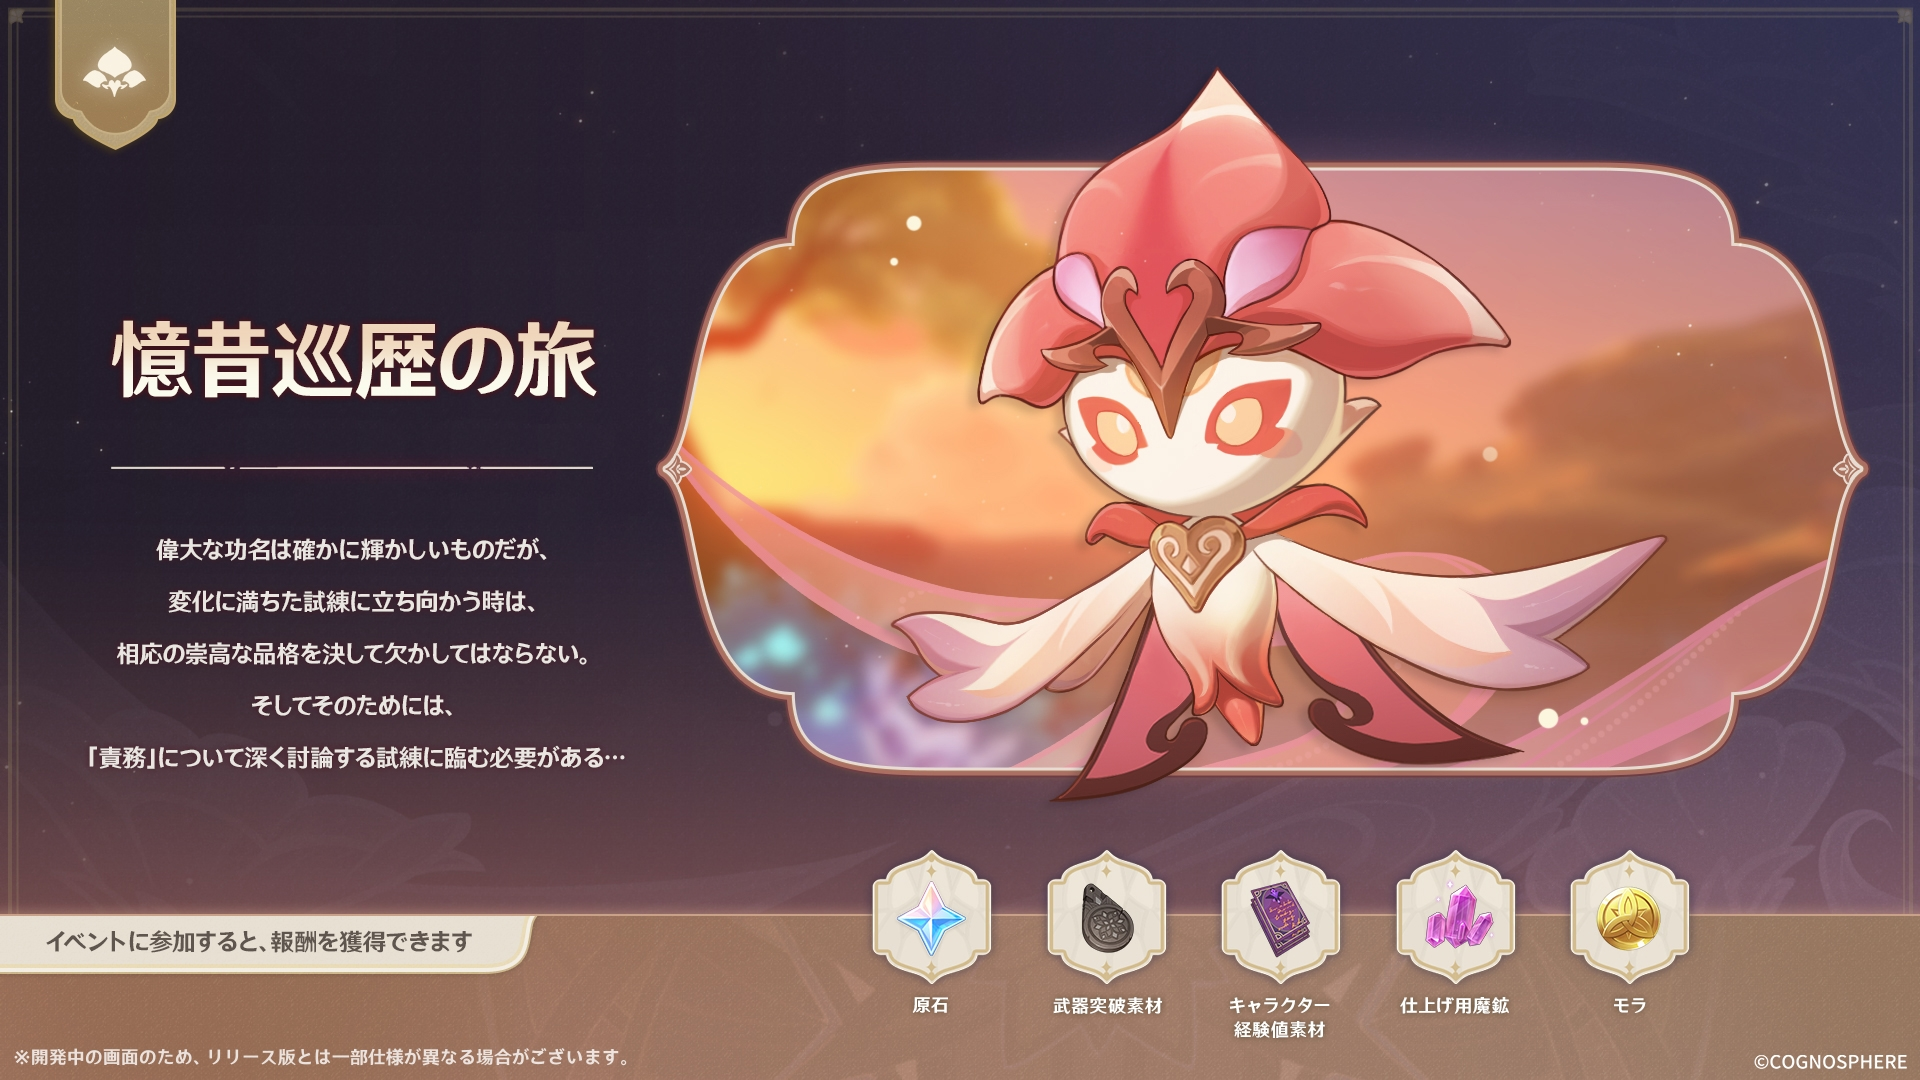 憶昔巡歴の旅
偉大な功名は確かに輝かしいものだが、
変化に満ちた試練に立ち向かう時は、
相応の崇高な品格を決して欠かしてはならない。
そしてそのためには、
「責務」について深く討論する試練に臨む必要がある…
イベントに参加すると、報酬を獲得できます
原石
武器突破素材
キャラクター
経験値素材
仕上げ用魔鉱
モラ
※開発中の画面のため、リリース版とは一部仕様が異なる場合がございます。
©COGNOSPHERE